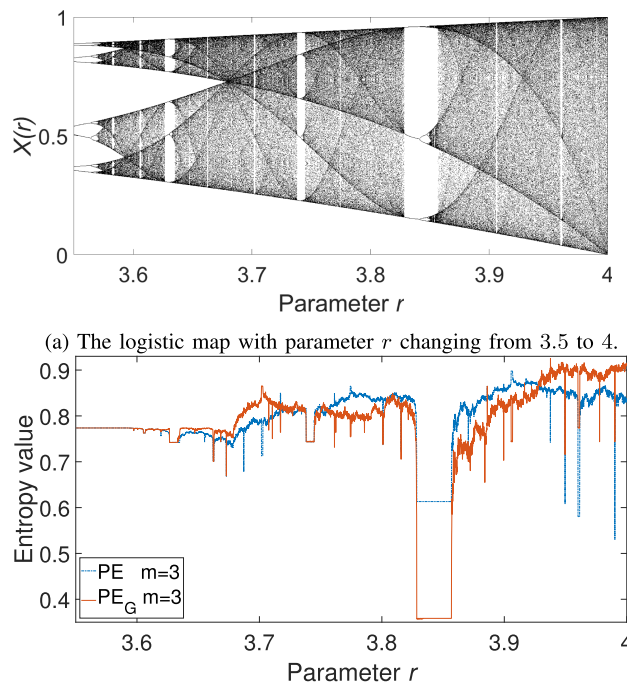 1
0.5
0
X(r)
3.6 3.7 3.8 3.9 4
Parameter r
(a) The logistic map with parameter r changing from 3.5 to 4.
0.9
0.8
0.7
0.6
0.5
0.4
Entropy value
PE m=3
PE_G m=3
3.6 3.7 3.8 3.9 4
Parameter r